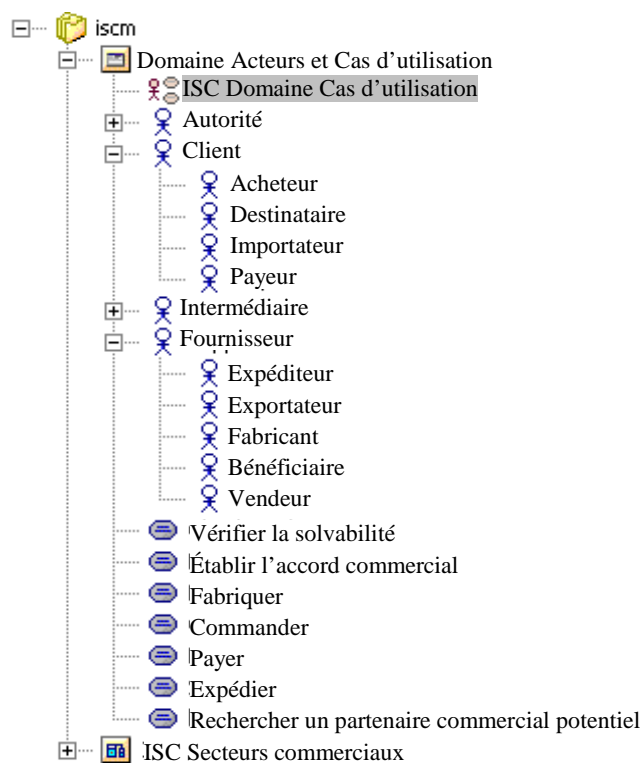 iscm
Domaine Acteurs et Cas d'utilisation
ISC Domaine Cas d'utilisation
Autorité
Client
Acheteur
Destinataire
Importateur
Payeur
Intermédiaire
Fournisseur
Expéditeur
Exportateur
Fabricant
Bénéficiaire
Vendeur
Vérifier la solvabilité
Établir l'accord commercial
Fabriquer
Commander
Payer
Expédier
Rechercher un partenaire commercial potentiel
ISC Secteurs commerciaux